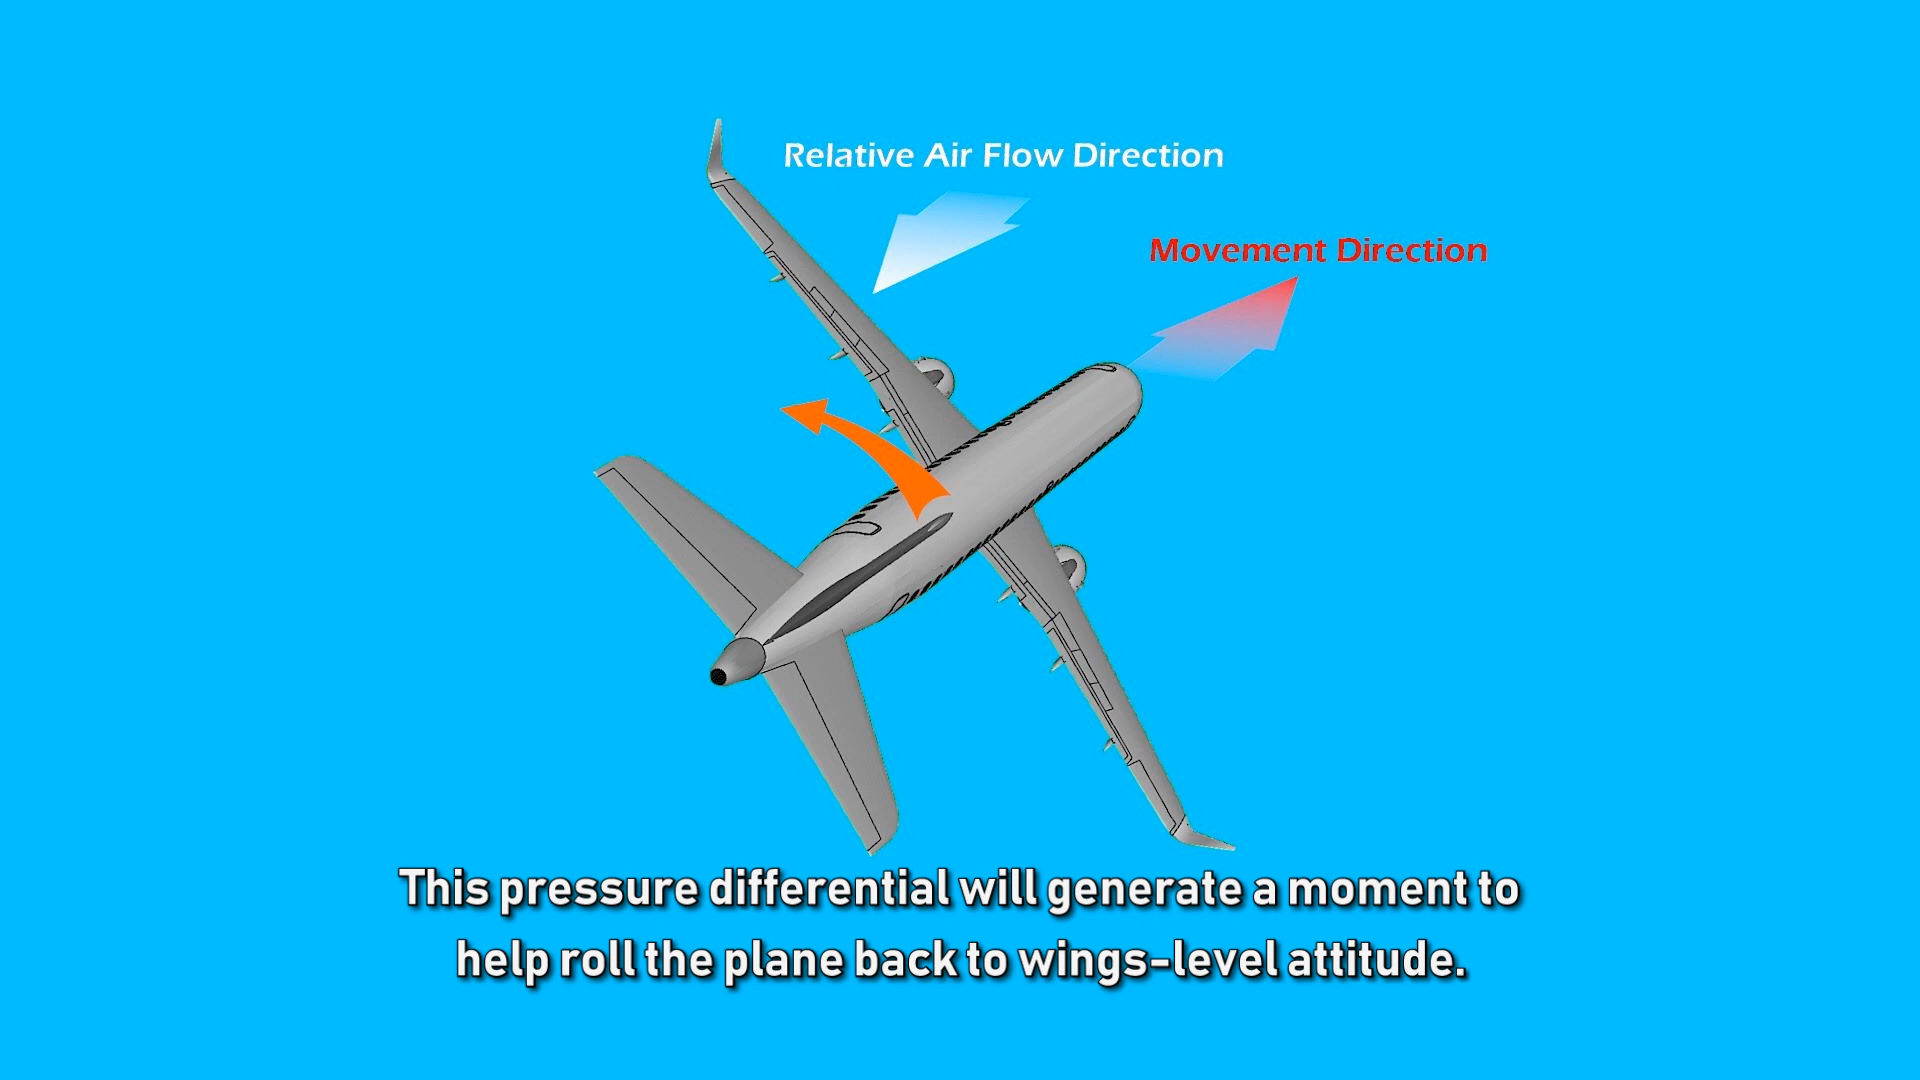 Relative Air Flow Direction
Movement Direction
This pressure differential will generate a moment to
help roll the plane back to wings-level attitude.